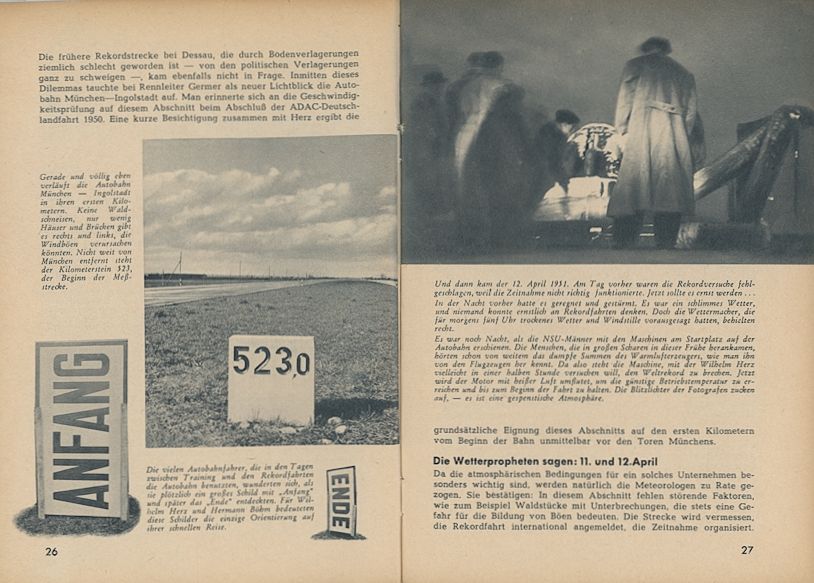 Die frühere Rekordstrecke bei Dessau, die durch Bodenverlagerungen
ziemlich schlecht geworden ist — von den politischen Verlagerungen
ganz zu schweigen —, kam ebenfalls nicht in Frage. Inmitten dieses
Dilemmas tauchte bei Rennleiter Germer als neuer Lichtblick die Auto-
bahn München—Ingolstadt auf. Man erinnerte sich an die Geschwindig-
keitsprüfung auf diesem Abschnitt beim Abschluß der ADAC-Deutsch-
landfahrt 1950. Eine kurze Besichtigung zusammen mit Herz ergibt die
Gerade und völlig eben
verläuft die Autobahn
München — Ingolstadt
in ihren ersten Kilo-
metern. Keine Wald-
schneisen, nur wenig
Häuser und Brücken gibt
es rechts und links, die
Windböen verursachen
könnten. Nicht weit von
München entfernt steht
der Kilometerstein 523,
der Beginn der Meß-
strecke.
523,0
ANFANG
Die vielen Autobahnfahrer, die in den Tagen
zwischen Training und den Rekordfahrten
die Autobahn benutzten, wunderten sich, als
sie plötzlich ein großes Schild mit „Anfang"
und später das „Ende" entdeckten. Für Wil-
helm Herz und Hermann Böhm bedeuteten
diese Schilder die einzige Orientierung auf
ihrer schnellen Reise.
ENDE
26
Und dann kam der 12. April 1951. Am Tag vorher waren die Rekordversuche fehl-
geschlagen, weil die Zeitnahme nicht richtig funktionierte. Jetzt sollte es ernst werden . . .
In der Nacht vorher hatte es geregnet und gestürmt. Es war ein schlimmes Wetter,
und niemand konnte ernstlich an Rekordfahrten denken. Doch die Wettermacher, die
für morgens fünf Uhr trockenes Wetter und Windstille vorausgesagt hatten, behielten
recht.
Es war noch Nacht, als die NSU-Männer mit den Maschinen am Startplatz auf der
Autobahn erschienen. Die Menschen, die in großen Scharen in dieser Frühe herankamen,
hörten schon von weitem das dumpfe Summen des Warmlufterzeugers, wie man ihn
von den Flugzeugen her kennt. Da also steht die Maschine, mit der Wilhelm Herz
vielleicht in einer halben Stunde versuchen will, den Weltrekord zu brechen. Jetzt
wird der Motor mit heißer Luft umflutet, um die günstige Betriebstemperatur zu er-
reichen und bis zum Beginn der Fahrt zu halten. Die Blitzlichter der Fotografen zucken
auf, — es ist eine gespenstische Atmosphäre.
grundsätzliche Eignung dieses Abschnitts auf den ersten Kilometern
vom Beginn der Bahn unmittelbar vor den Toren Münchens.
Die Wetterpropheten sagen: 11. und 12. April
Da die atmosphärischen Bedingungen für ein solches Unternehmen be-
sonders wichtig sind, werden natürlich die Meteorologen zu Rate ge-
zogen. Sie bestätigen: In diesem Abschnitt fehlen störende Faktoren,
wie zum Beispiel Waldstücke mit Unterbrechungen, die stets eine Ge-
fahr für die Bildung von Böen bedeuten. Die Strecke wird vermessen,
die Rekordfahrt international angemeldet, die Zeitnahme organisiert.
27